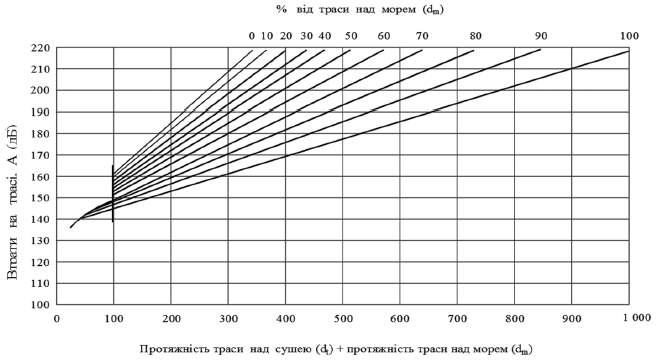 % від траси над морем (dm)
0 10 20 30 40 50 60 70 80 90 100
220
210
200
190
180
170
160
150
140
130
120
110
100
Втрати на трасі. А (дБ)
0 100 200 300 400 500 600 700 800 900 1 000
Протяжність траси над сушею (dt) + протяжність траси над морем (dm)